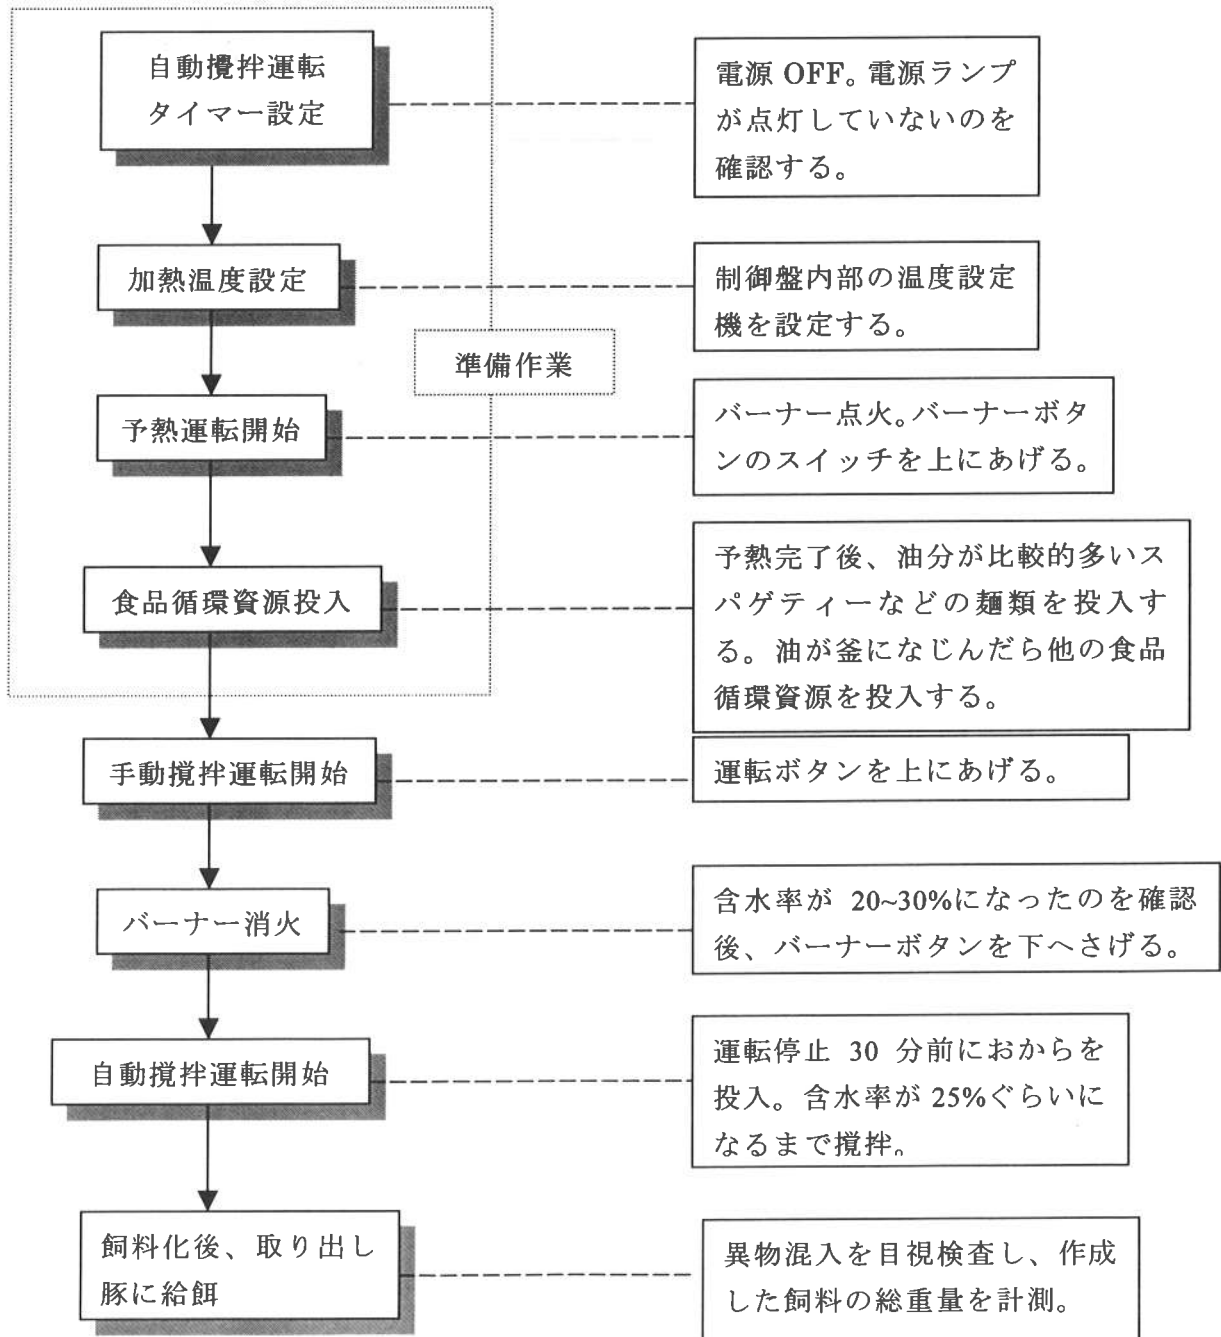 自動攪拌運転
タイマー設定
電源 OFF。電源ランプ
が点灯していないのを
確認する。
加熱温度設定
制御盤内部の温度設定
機を設定する。
準備作業
予熱運転開始
バーナー点火。バーナーボタ
ンのスイッチを上にあげる。
食品循環資源投入
予熱完了後、油分が比較的多いス
パゲティーなどの麺類を投入す
る。油が釜になじんだら他の食品
循環資源を投入する。
手動撹拌運転開始
運転ボタンを上にあげる。
バーナー消火
含水率が 20~30%になったのを確認
後、バーナーボタンを下へさげる。
自動撹拌運転開始
運転停止 30 分前におからを
投入。含水率が 25%ぐらいに
なるまで撹拌。
飼料化後、取り出し
豚に給餌
異物混入を目視検査し、作成
した飼料の総重量を計測。